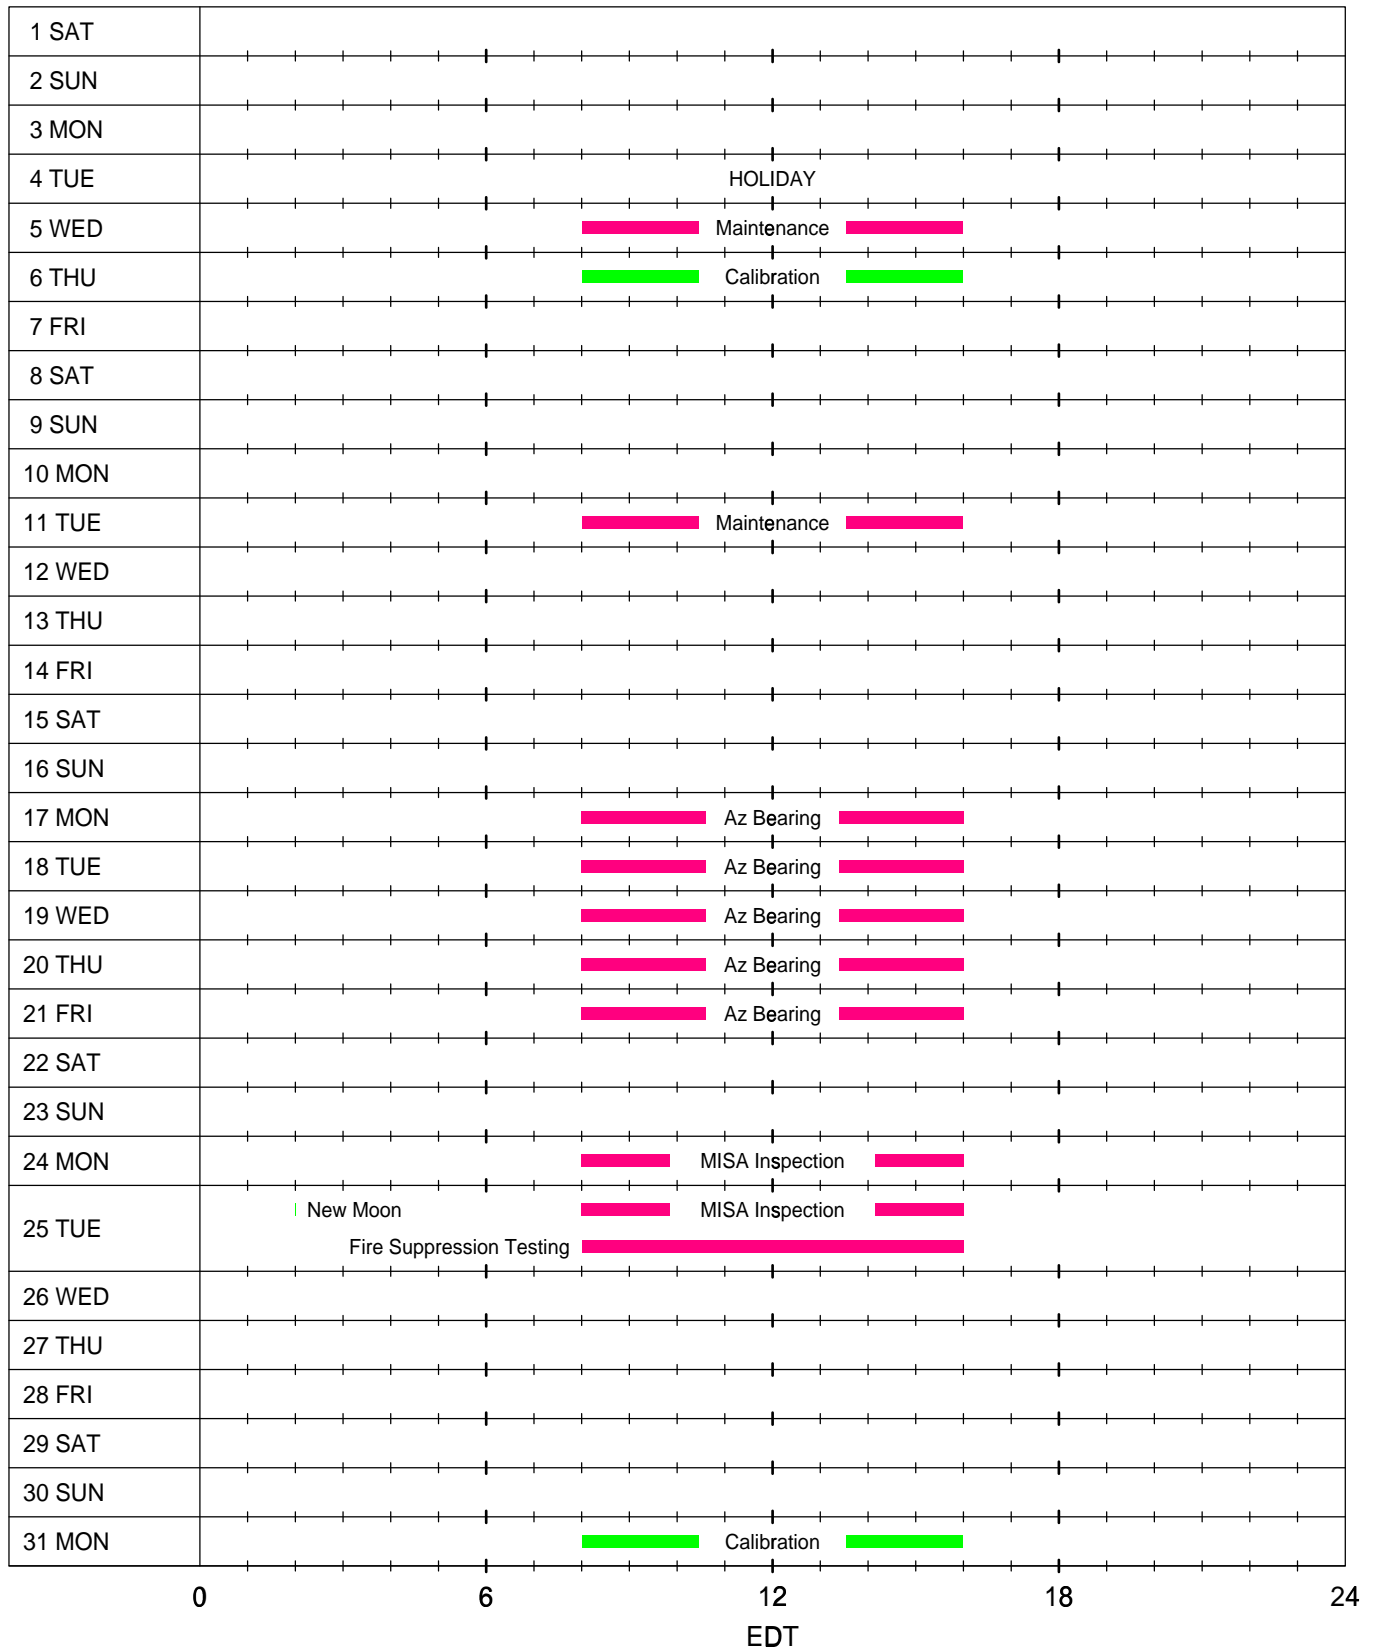 1 SAT
2 SUN
3 MON
4 TUE HOLIDAY
5 WED Maintenance
6 THU Calibration
7 FRI
8 SAT
9 SUN
10 MON
11 TUE Maintenance
12 WED
13 THU
14 FRI
15 SAT
16 SUN
17 MON Az Bearing
18 TUE Az Bearing
19 WED Az Bearing
20 THU Az Bearing
21 FRI Az Bearing
22 SAT
23 SUN
24 MON MISA Inspection
25 TUE New Moon MISA Inspection
Fire Suppression Testing
26 WED
27 THU
28 FRI
29 SAT
30 SUN
31 MON Calibration
0 6 12 18 24
EDT